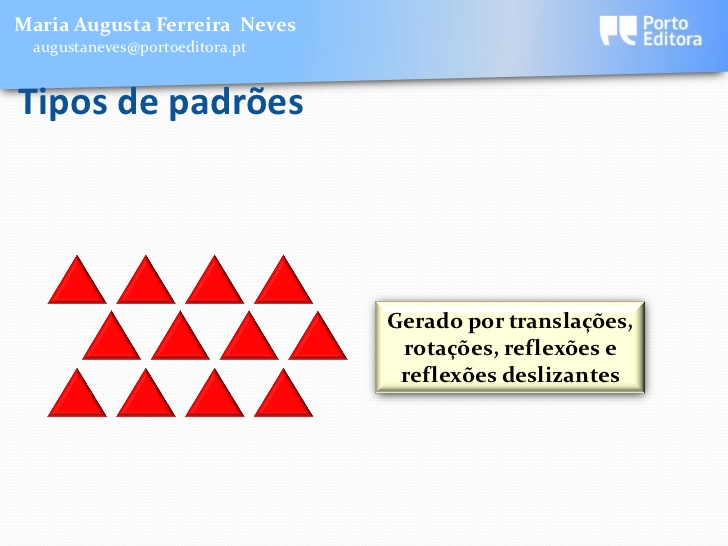 Maria Augusta Ferreira Neves
augustaneves@portoeditora.pt
Porto
Editora
Tipos de padrões
Gerado por translações,
rotações, reflexões e
reflexões deslizantes